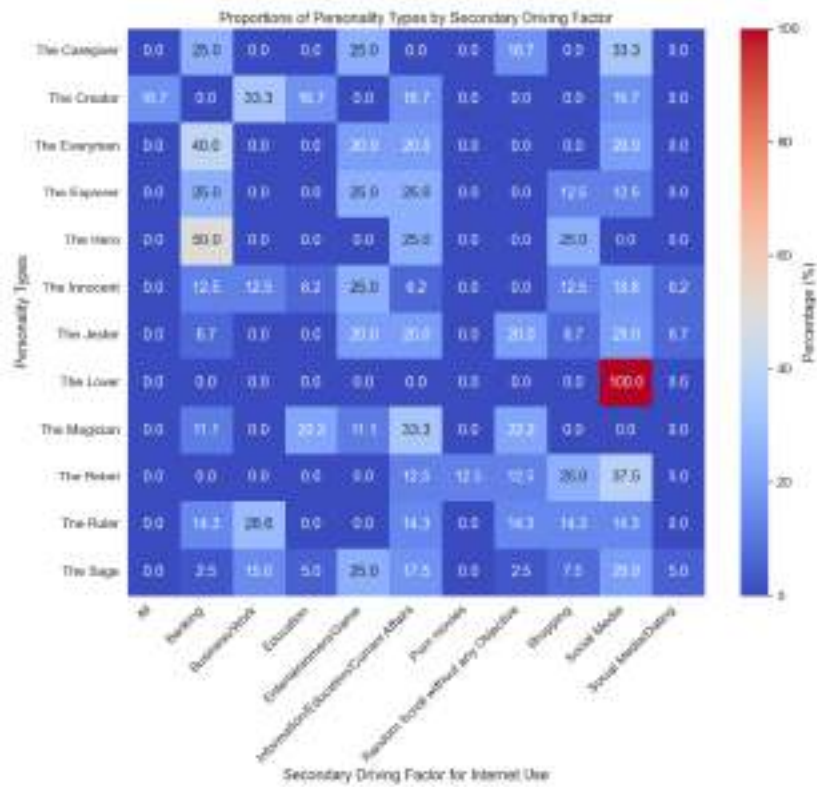 Proportions of Personality Types by Secondary Driving Factor
The Caregiver 0.0 25.0 0.0 0.0 25.0 0.0 0.0 16.7 0.0 33.3 0.0
The Creator 16.7 0.0 33.3 16.7 0.0 16.7 0.0 0.0 0.0 16.7 0.0
The Everyman 0.0 40.0 0.0 0.0 20.0 20.0 0.0 0.0 0.0 20.0 0.0
The Explorer 0.0 25.0 0.0 0.0 25.0 25.0 0.0 0.0 12.5 12.5 0.0
The Hero 0.0 50.0 0.0 0.0 0.0 25.0 0.0 0.0 25.0 0.0 0.0
The Innocent 0.0 12.5 12.5 6.2 25.0 6.2 0.0 0.0 12.5 18.8 6.2
The Jester 0.0 6.7 0.0 0.0 20.0 20.0 0.0 20.0 6.7 20.0 6.7
The Lover 0.0 0.0 0.0 0.0 0.0 0.0 0.0 0.0 0.0 100.0 0.0
The Magician 0.0 11.1 0.0 22.2 11.1 33.3 0.0 22.2 0.0 0.0 0.0
The Rebel 0.0 0.0 0.0 0.0 0.0 12.5 12.5 12.5 25.0 37.5 0.0
The Ruler 0.0 14.3 28.6 0.0 0.0 14.3 0.0 14.3 14.3 14.3 0.0
The Sage 0.0 2.5 15.0 5.0 25.0 17.5 0.0 2.5 7.5 20.0 5.0
Personality Types
All
Banking
Business/Work
Education
Entertainment/Game
Information/Education/Current Affairs
Porn movies
Random Scroll without any Objective
Shopping
Social Media
Social Media/Dating
Secondary Driving Factor for Internet Use
100
80
60
40
20
0
Percentage (%)